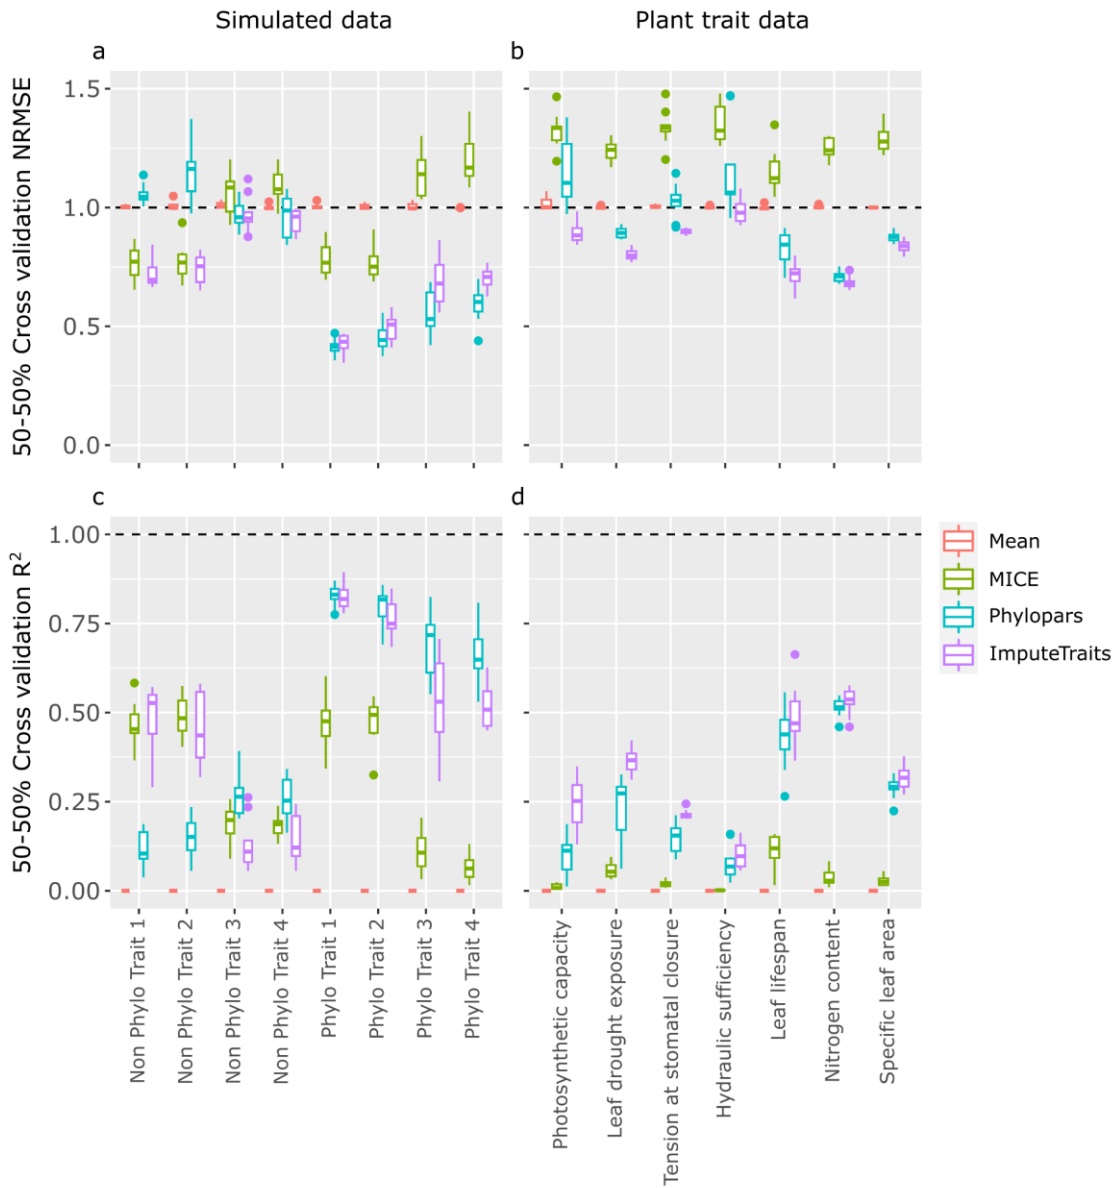 Simulated data
Plant trait data
a
b
50-50% Cross validation NRMSE
1.5
1.0
0.5
0.0
c
d
50-50% Cross validation R²
1.00
0.75
0.50
0.25
0.00
Mean
MICE
Phylopars
ImputeTraits
Non Phylo Trait 1
Non Phylo Trait 2
Non Phylo Trait 3
Non Phylo Trait 4
Phylo Trait 1
Phylo Trait 2
Phylo Trait 3
Phylo Trait 4
Photosynthetic capacity
Leaf drought exposure
Tension at stomatal closure
Hydraulic sufficiency
Leaf lifespan
Nitrogen content
Specific leaf area